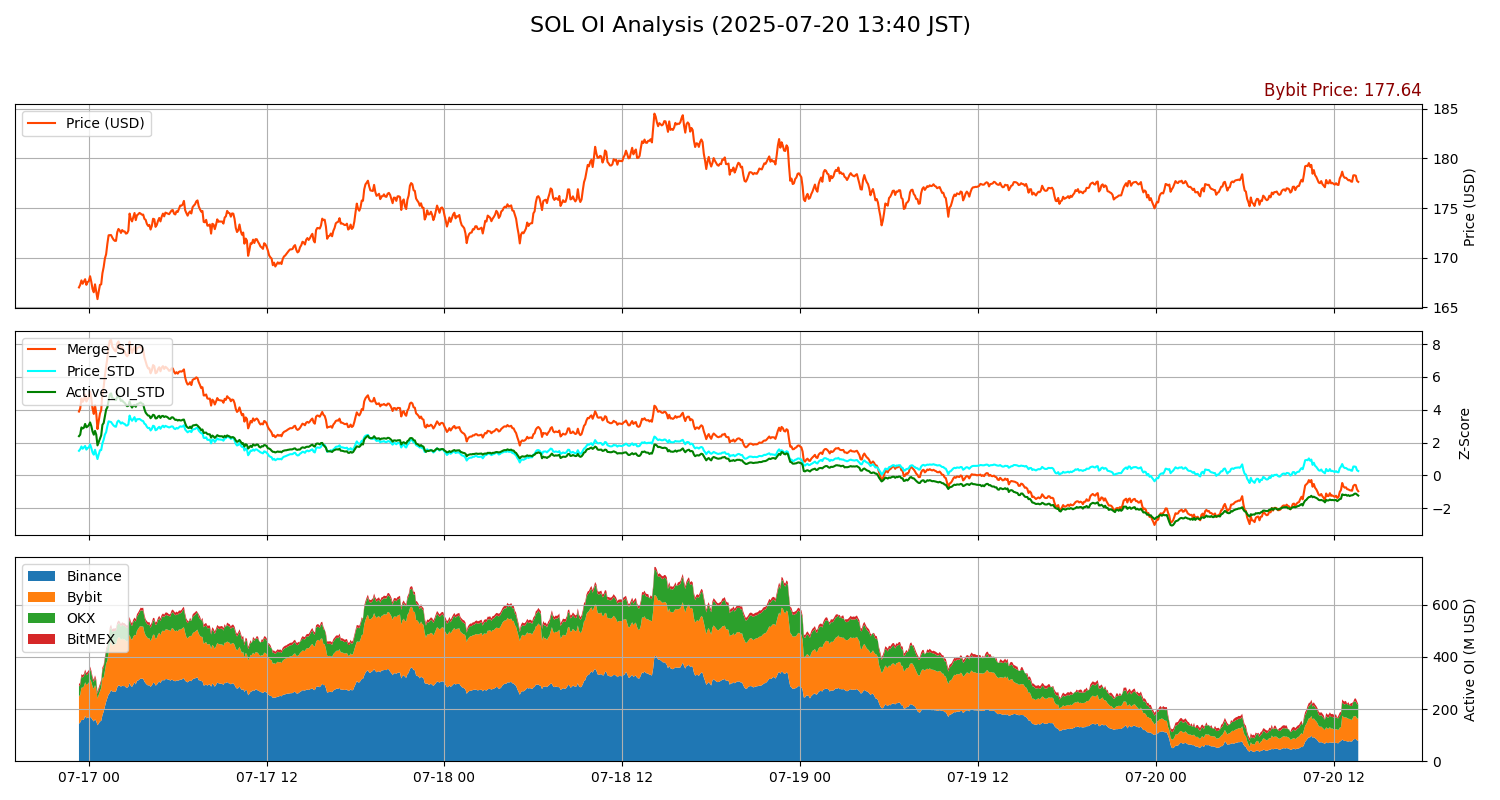 SOL OI Analysis (2025-07-20 13:40 JST)
Bybit Price: 177.64
Price (USD)
185
180
175
170
165
Price (USD)
Merge_STD
Price_STD
Active_OI_STD
8
6
4
2
0
−2
Z-Score
Binance
Bybit
OKX
BitMEX
600
400
200
0
Active OI (M USD)
07-17 00
07-17 12
07-18 00
07-18 12
07-19 00
07-19 12
07-20 00
07-20 12